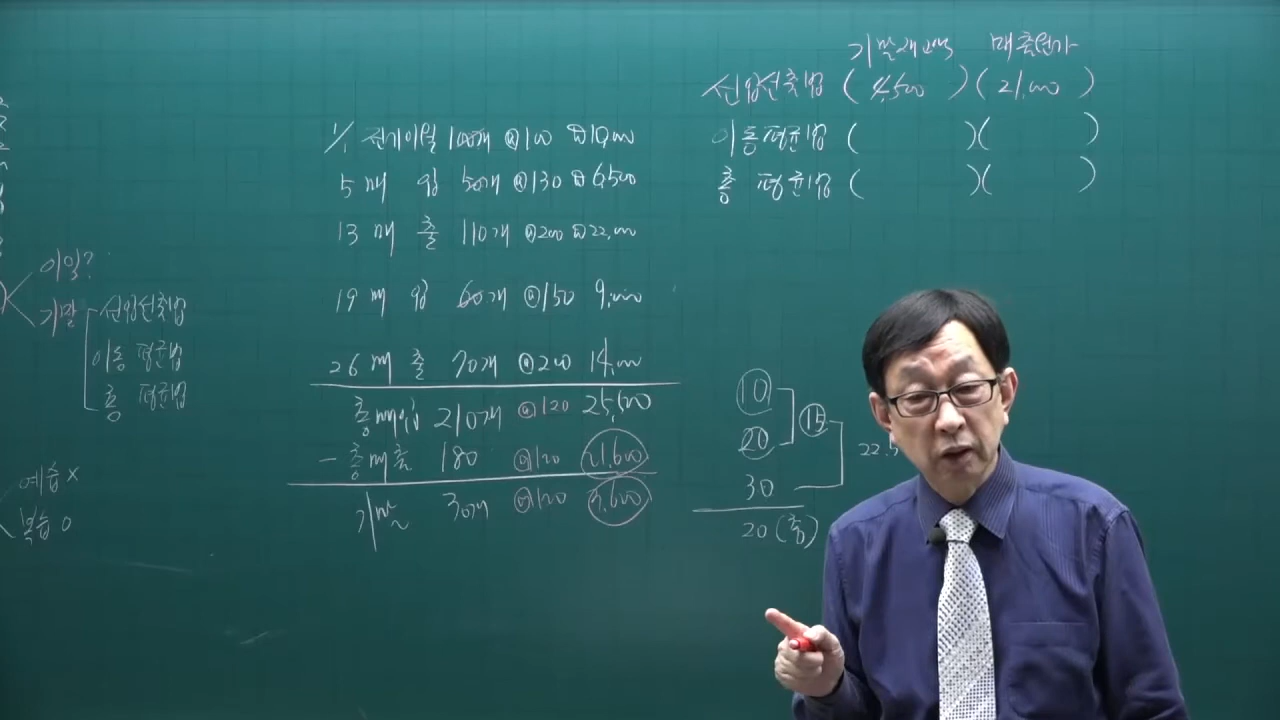 기말재고액 매출원가
선입선출법 ( 4,500 ) ( 21,000 )
이동평균법 ( ) ( )
총 평균법 ( ) ( )
1/1 전기이월 100개 @100 ₩10,000
5 매 입 50개 @130 ₩6,500
13 매 출 110개 @200 ₩22,000
19 매 입 60개 @150 9,000
26 매 출 70개 @200 14,000
총매입 210개 @120 25,500
- 총매출 180 @120 21,600
기말 30개 @120 3,600
이월?
기말
선입선출법
이동 평균법
총 평균법
예습 x
복습 o
10
20
15
30
22.5
20 (총)